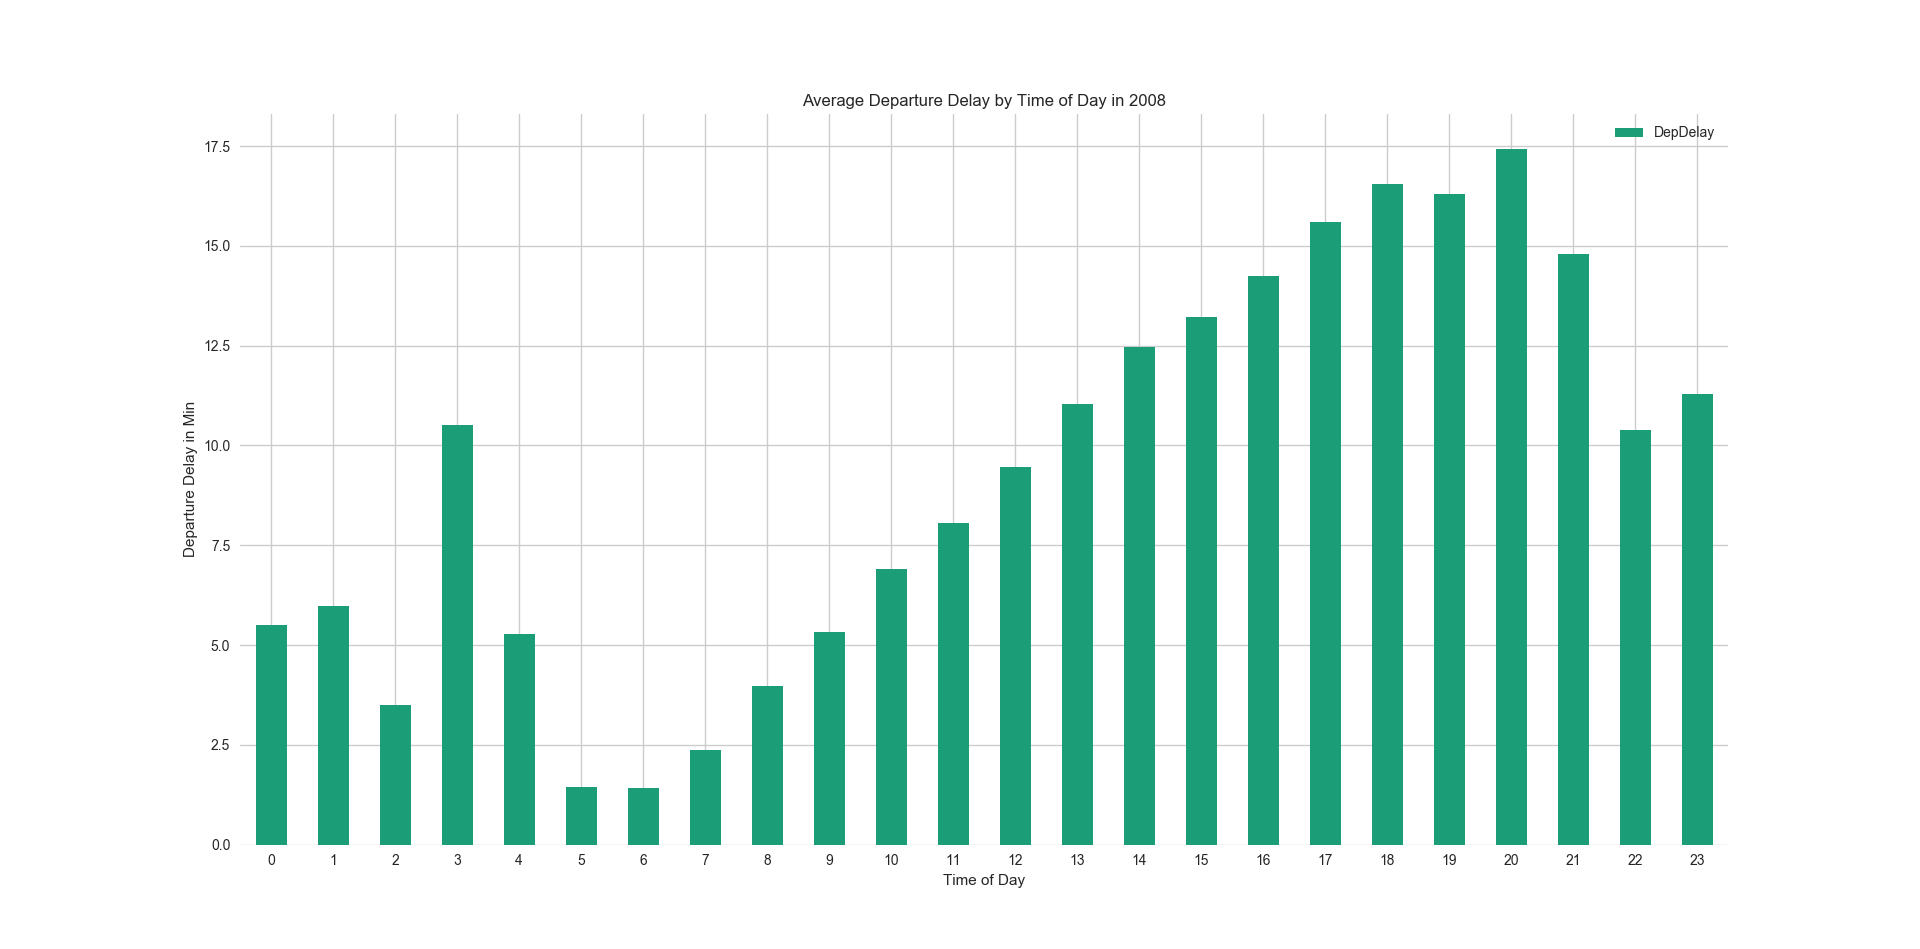 Average Departure Delay by Time of Day in 2008
DepDelay
17.5
15.0
12.5
10.0
7.5
5.0
2.5
0.0
Departure Delay in Min
0 1 2 3 4 5 6 7 8 9 10 11 12 13 14 15 16 17 18 19 20 21 22 23
Time of Day